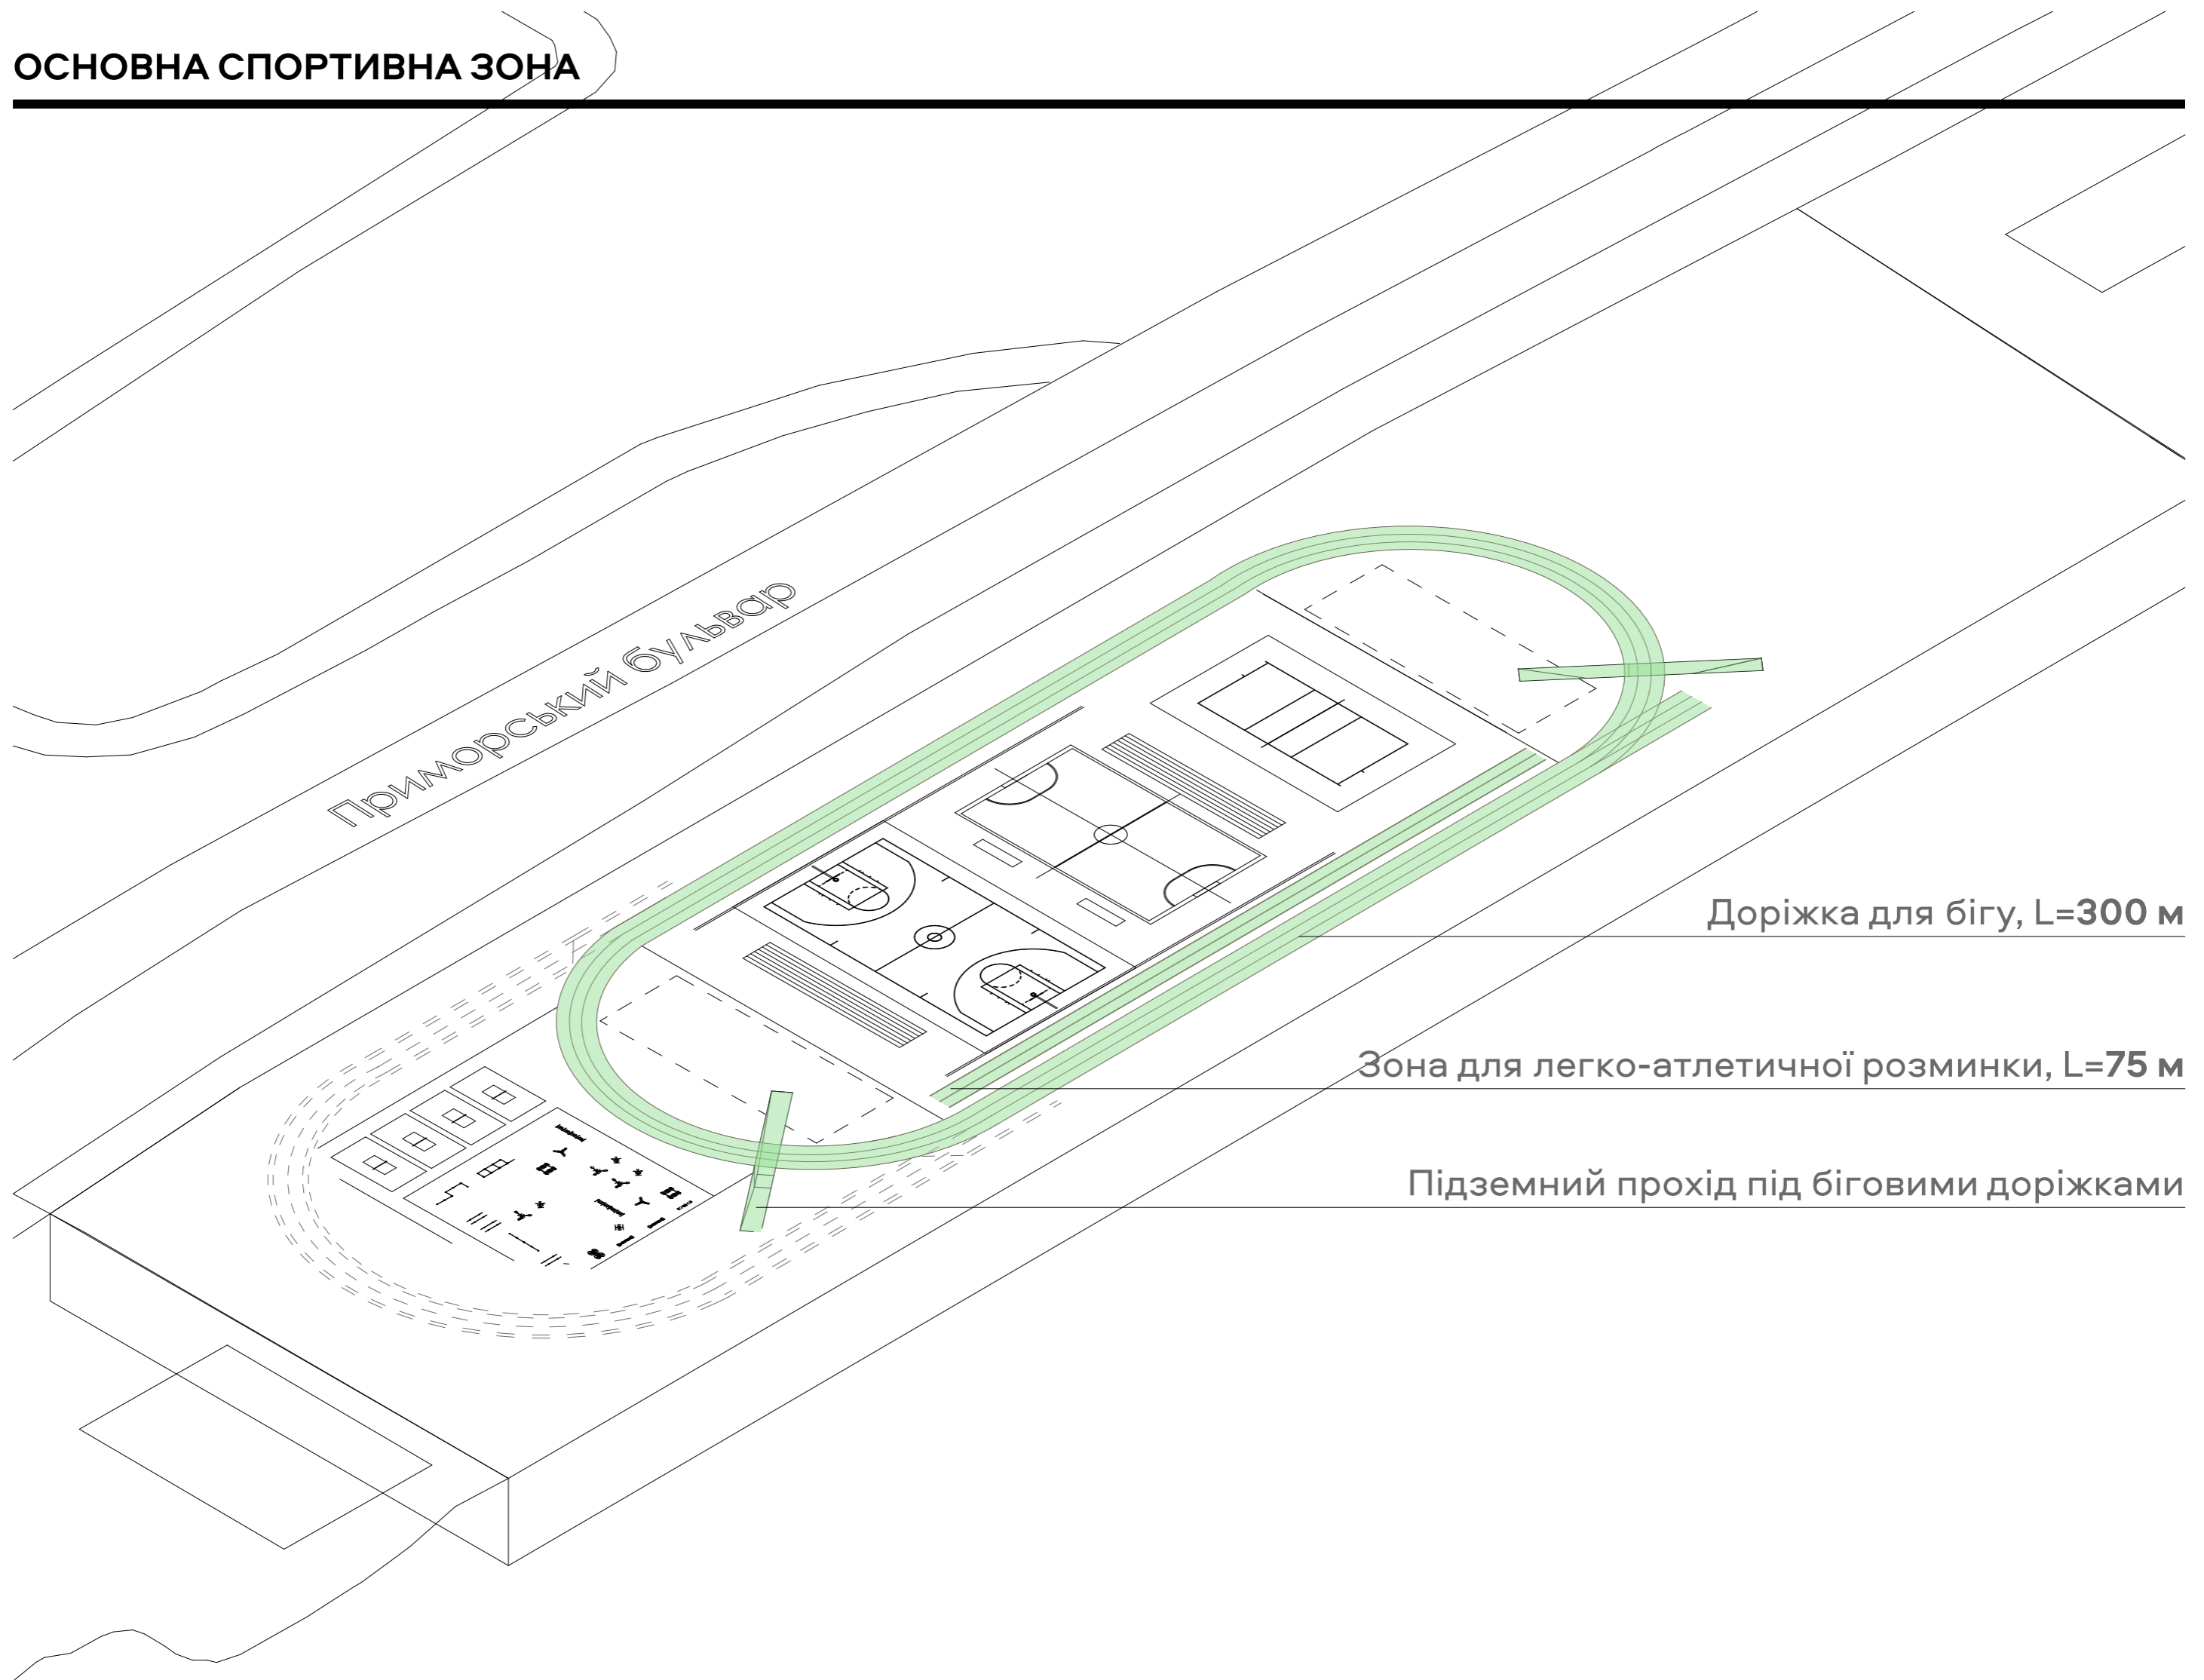 ОСНОВНА СПОРТИВНА ЗОНА
Приморський бульвар
Доріжка для бігу, L=300 м
Зона для легко-атлетичної розминки, L=75 м
Підземний прохід під біговими доріжками